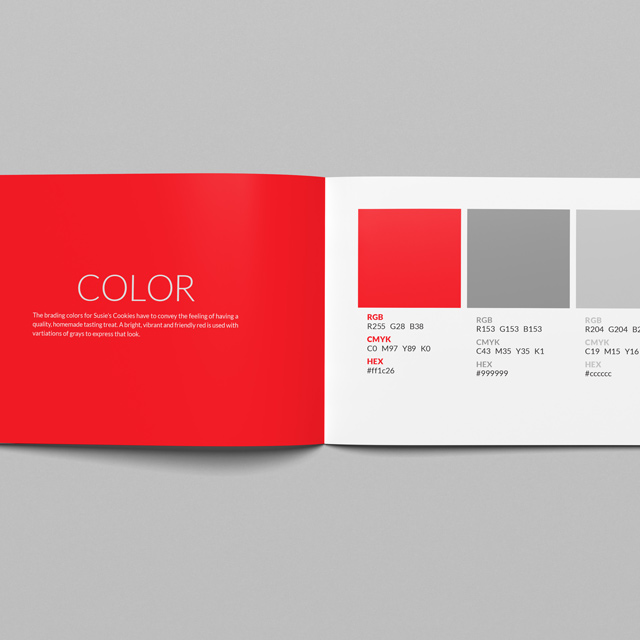 COLOR
The brading colors for Susie's Cookies have to convey the feeling of having a
quality, homemade tasting treat. A bright, vibrant and friendly red is used with
vartiations of grays to express that look.
RGB
R255 G28 B38
CMYK
C0 M97 Y89 K0
HEX
#ff1c26
RGB
R153 G153 B153
CMYK
C43 M35 Y35 K1
HEX
#999999
RGB
R204 G204 B2
CMYK
C19 M15 Y16
HEX
#cccccc